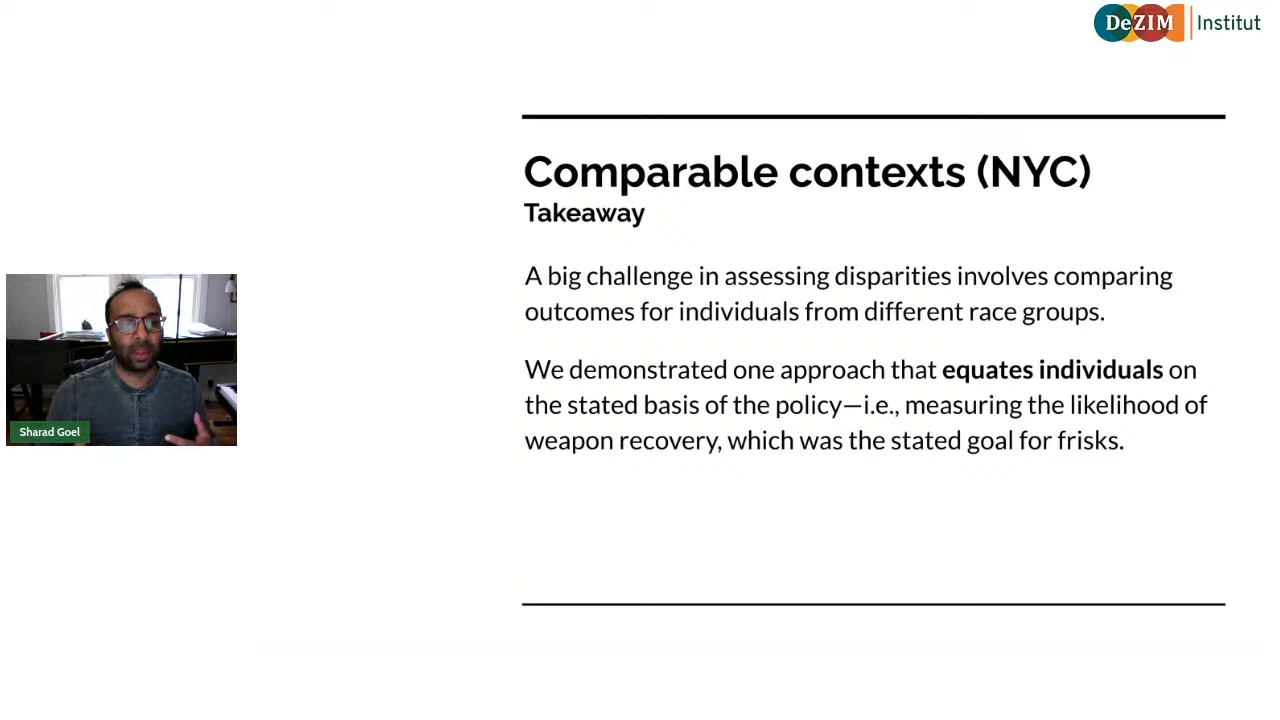 DeZIM Institut
Comparable contexts (NYC)
Takeaway
A big challenge in assessing disparities involves comparing
outcomes for individuals from different race groups.
We demonstrated one approach that equates individuals on
the stated basis of the policy—i.e., measuring the likelihood of
weapon recovery, which was the stated goal for frisks.
Sharad Goel